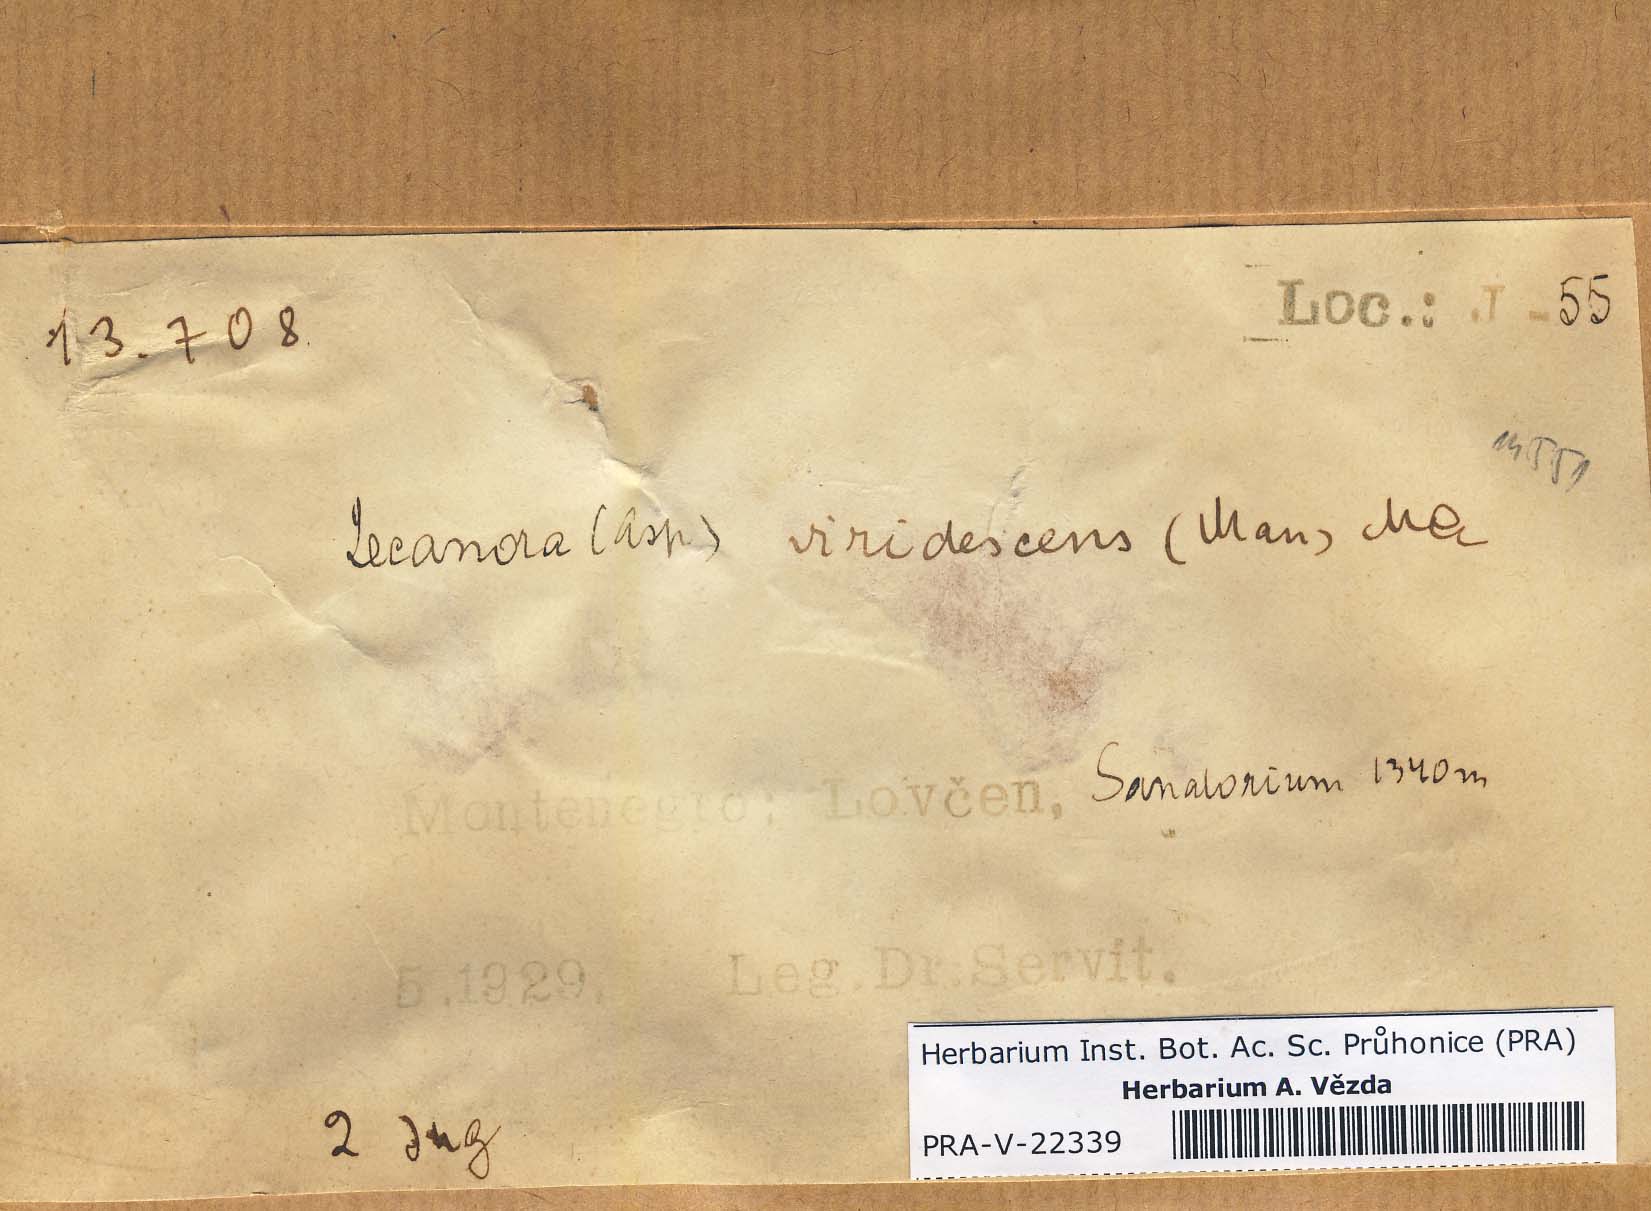 13.708
Loc.: J - 55
Lecanora (Asp) viridescens (Mass)
Montenegro; Lovčen, Sanatorium 1340m
5.1929. Leg. Dr. Servit.
2 Jug
Herbarium Inst. Bot. Ac. Sc. Průhonice (PRA)
Herbarium A. Vězda
PRA-V-22339